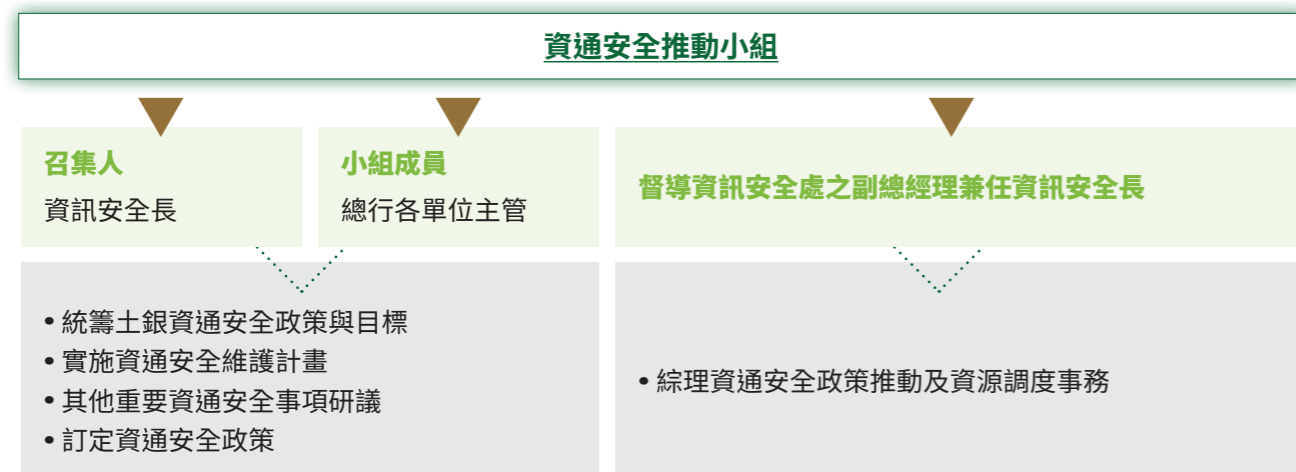 資通安全推動小組
召集人
資訊安全長
小組成員
總行各單位主管
督導資訊安全處之副總經理兼任資訊安全長
• 統籌土銀資通安全政策與目標
• 實施資通安全維護計畫
• 其他重要資通安全事項研議
• 訂定資通安全政策
• 綜理資通安全政策推動及資源調度事務